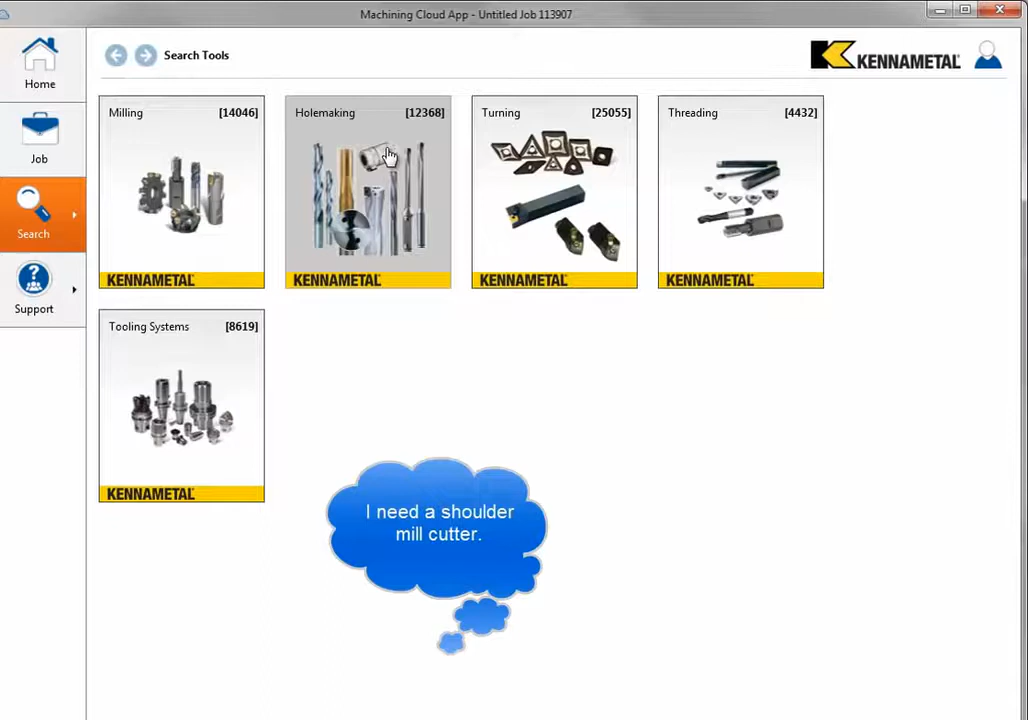 Machining Cloud App - Untitled Job 113907
Home
Job
Search
Support
Search Tools
KENNAMETAL
Milling [14046]
KENNAMETAL
Holemaking [12368]
KENNAMETAL
Turning [25055]
KENNAMETAL
Threading [4432]
KENNAMETAL
Tooling Systems [8619]
KENNAMETAL
I need a shoulder
mill cutter.